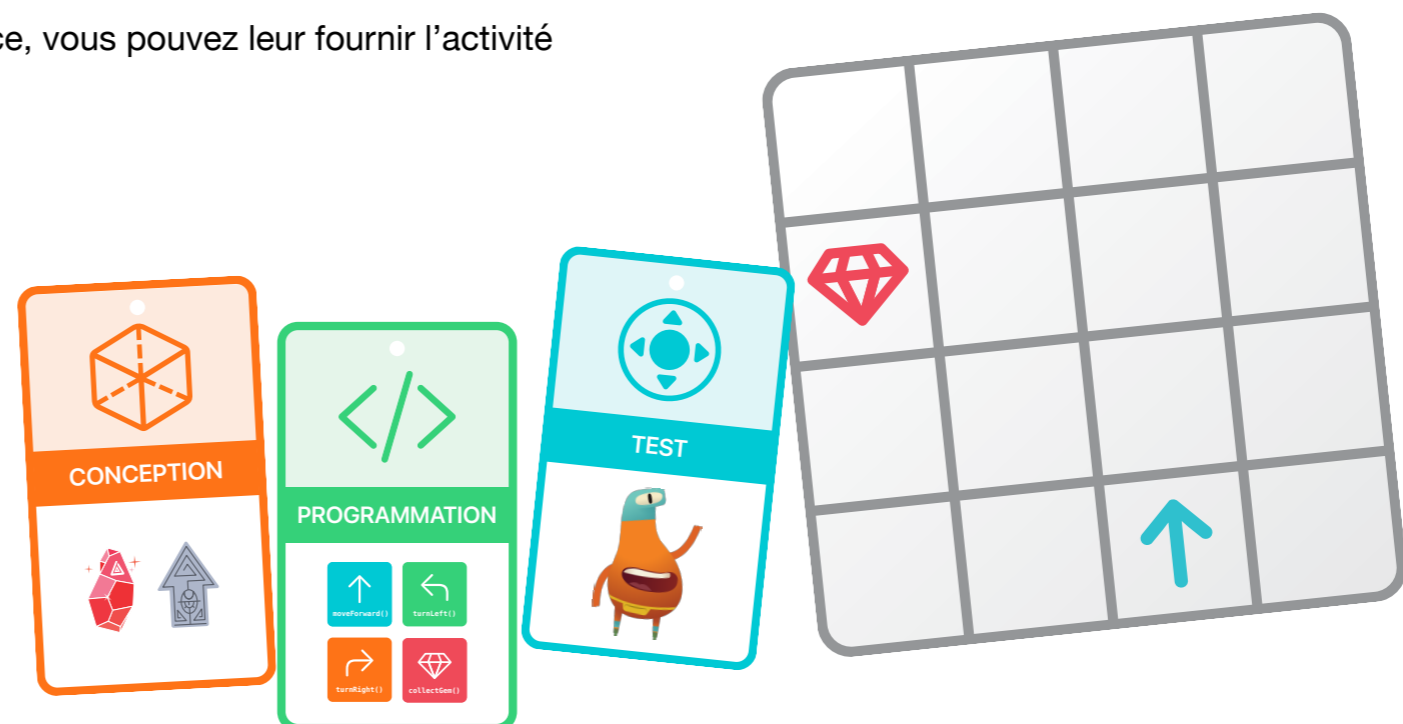 ce, vous pouvez leur fournir l’activité
CONCEPTION
PROGRAMMATION
moveForward()
turnLeft()
turnRight()
collectGem()
TEST